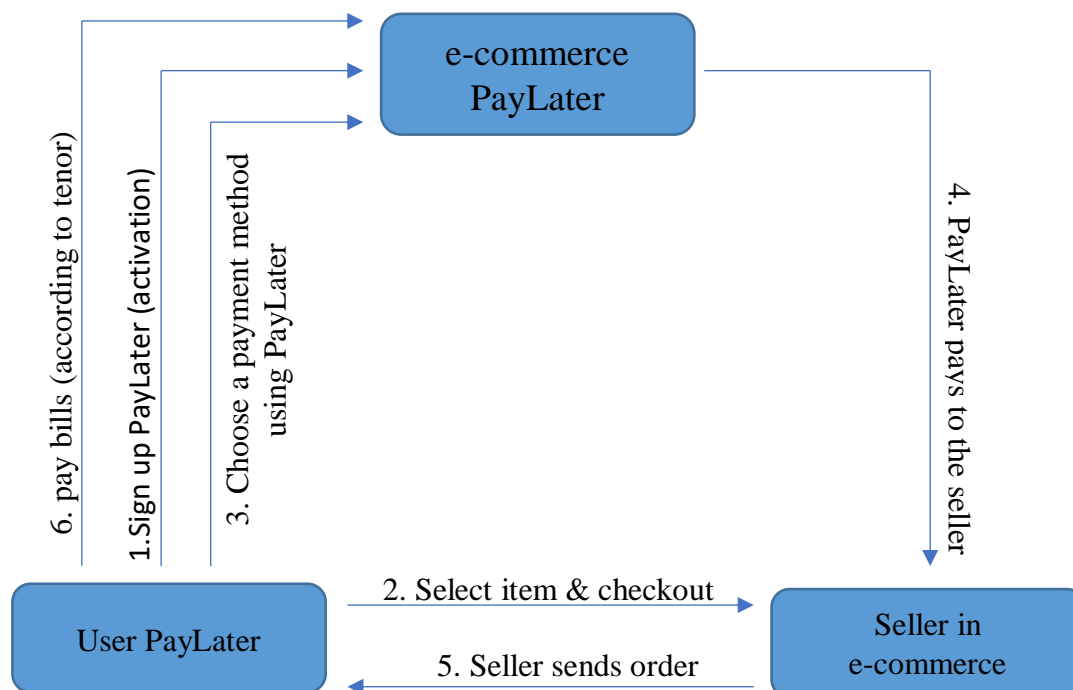 e-commerce
PayLater
6. pay bills (according to tenor)
1.Sign up PayLater (activation)
3. Choose a payment method
using PayLater
4. PayLater pays to the seller
User PayLater
2. Select item & checkout
5. Seller sends order
Seller in
e-commerce